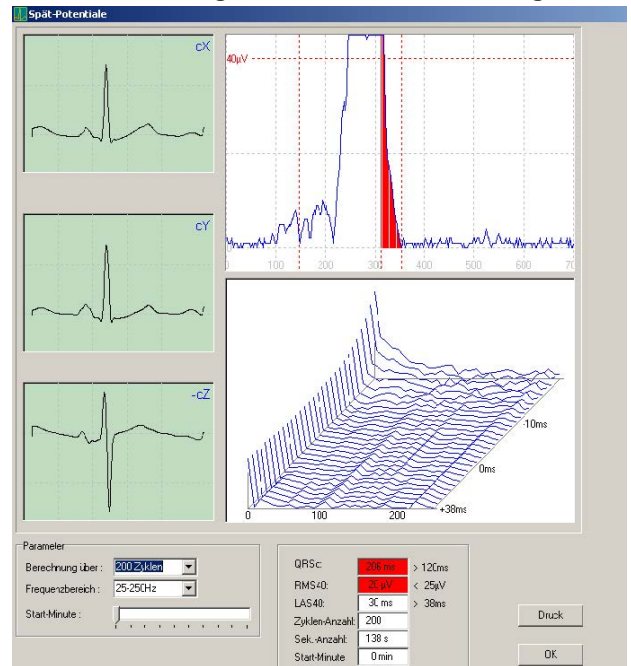 Spät-Potentiale
cX
cY
-cZ
40µV
0 100 200 300 400 500 600 70
-10ms
0ms
+38ms
0 100 200
Parameter
Berechnung über : 200 Zyklen
Frequenzbereich : 25-250Hz
Start-Minute :
QRSc: 206 ms > 120ms
RMS40: 20 µV < 25µV
LAS40: 30 ms > 38ms
Zyklen-Anzahl: 200
Sek.-Anzahl: 138 s
Start-Minute 0 min
Druck
OK